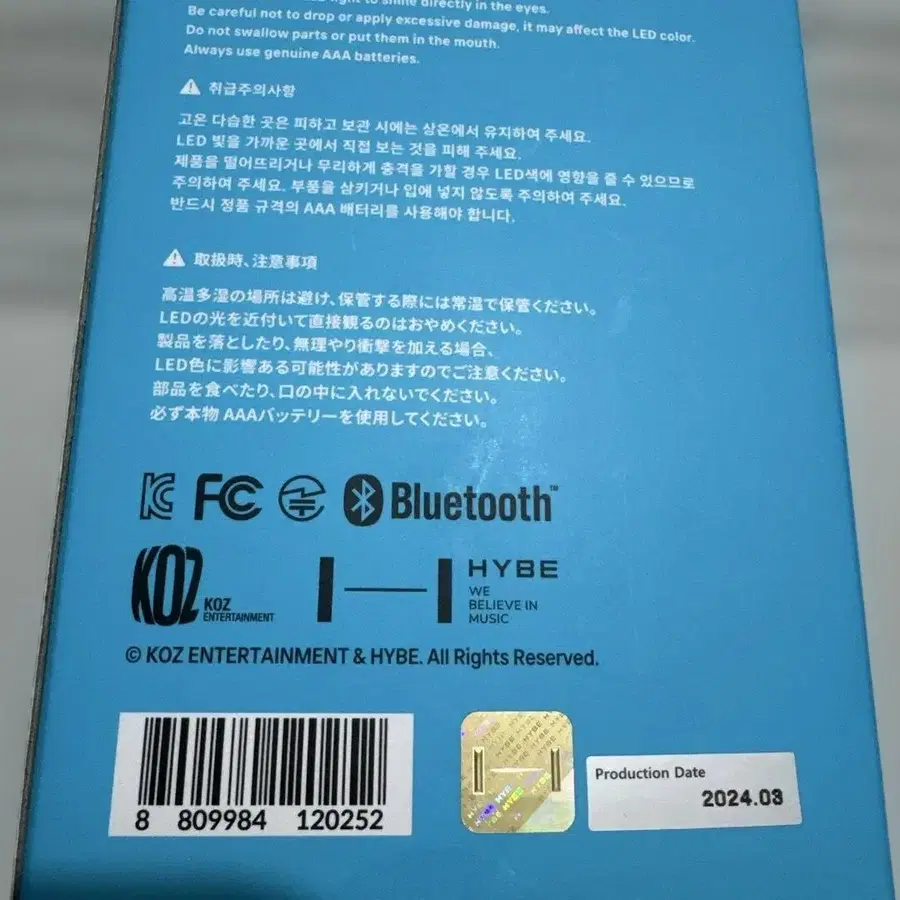 light to shine directly in the eyes.
Be careful not to drop or apply excessive damage, it may affect the LED color.
Do not swallow parts or put them in the mouth.
Always use genuine AAA batteries.
취급주의사항
고온 다습한 곳은 피하고 보관 시에는 상온에서 유지하여 주세요.
LED 빛을 가까운 곳에서 직접 보는 것을 피해 주세요.
제품을 떨어뜨리거나 무리하게 충격을 가할 경우 LED색에 영향을 줄 수 있으므로
주의하여 주세요. 부품을 삼키거나 입에 넣지 않도록 주의하여 주세요.
반드시 정품 규격의 AAA 배터리를 사용해야 합니다.
取扱時、注意事項
高温多湿の場所は避け、保管する際には常温で保管ください。
LEDの光を近付いて直接観るのはおやめください。
製品を落としたり、無理やり衝撃を加える場合、
LED色に影響ある可能性がありますのでご注意ください。
部品を食べたり、口の中に入れないでください。
必ず本物 AAAバッテリーを使用してください。
KC FC Bluetooth™
KOZ KOZ ENTERTAINMENT
HYBE
WE
BELIEVE IN
MUSIC
© KOZ ENTERTAINMENT & HYBE. All Rights Reserved.
8 809984 120252
HYBE
Production Date
2024.03